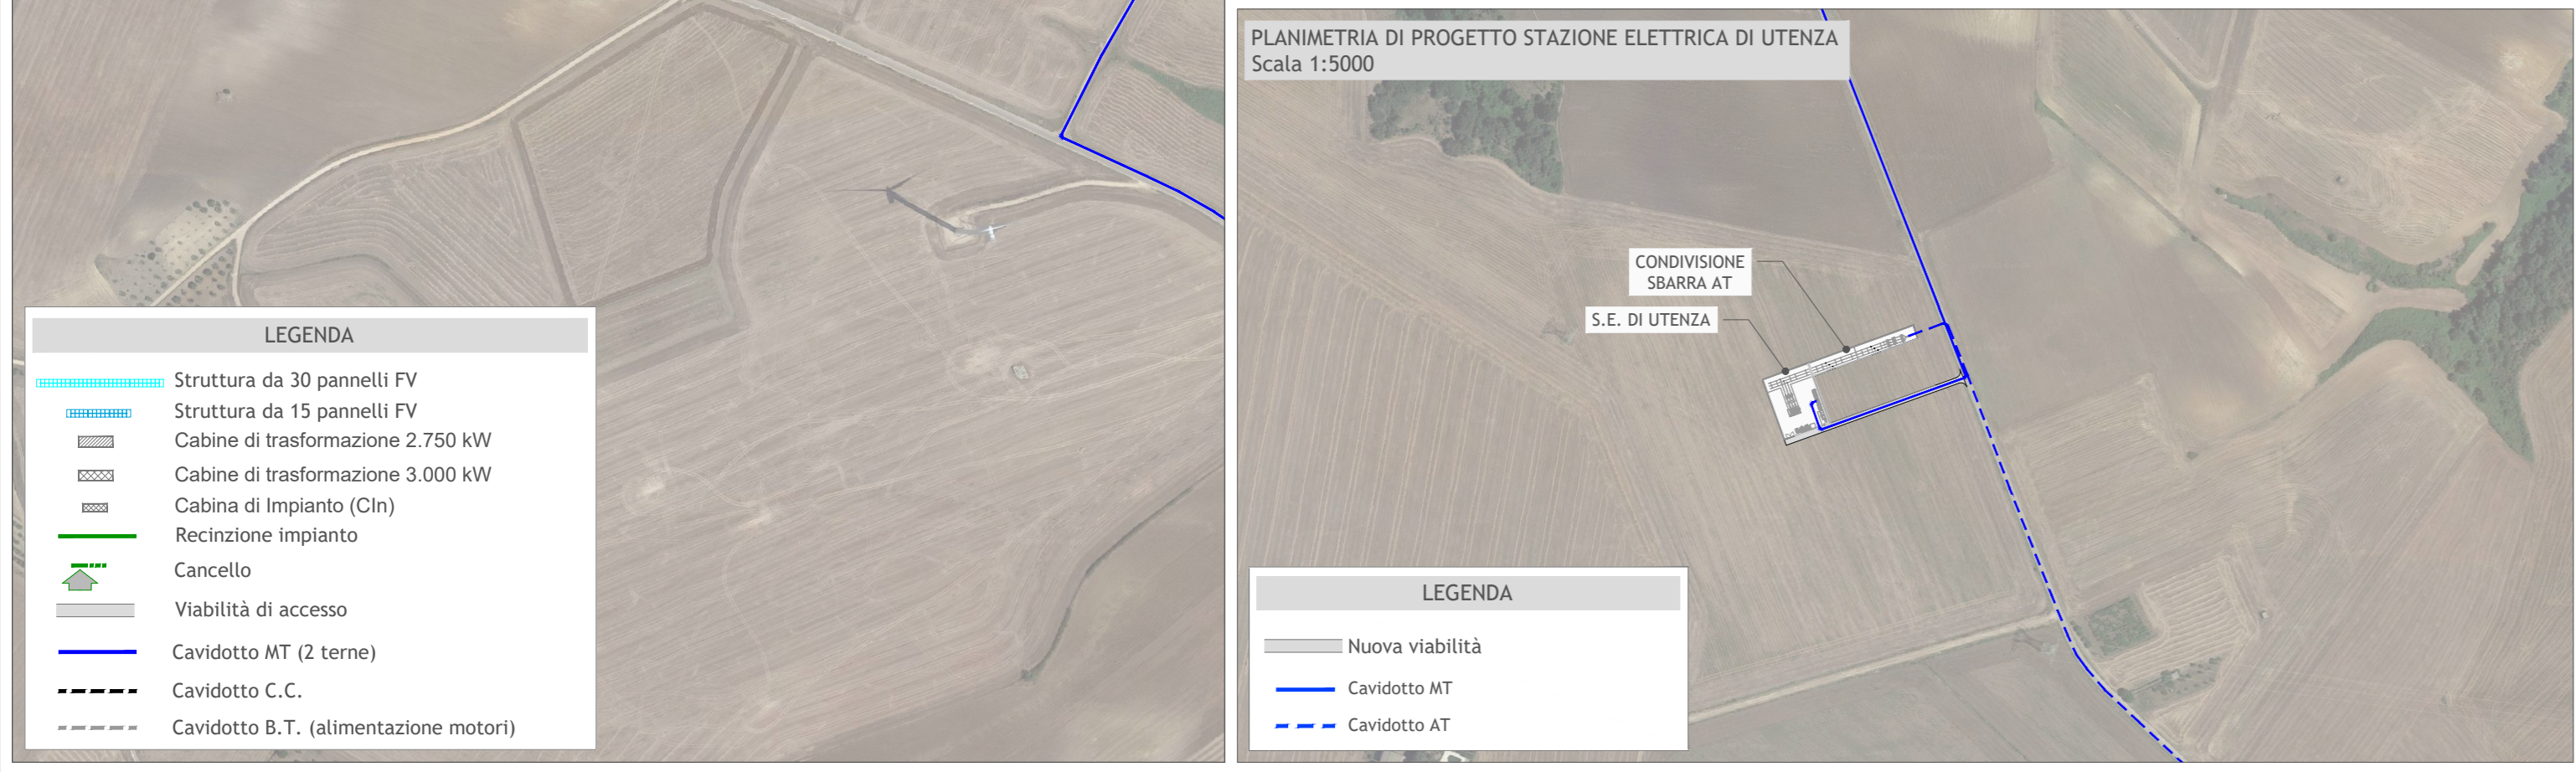 LEGENDA
Struttura da 30 pannelli FV
Struttura da 15 pannelli FV
Cabine di trasformazione 2.750 kW
Cabine di trasformazione 3.000 kW
Cabina di Impianto (CIn)
Recinzione impianto
Cancello
Viabilità di accesso
Cavidotto MT (2 terne)
Cavidotto C.C.
Cavidotto B.T. (alimentazione motori)
PLANIMETRIA DI PROGETTO STAZIONE ELETTRICA DI UTENZA
Scala 1:5000
CONDIVISIONE
SBARRA AT
S.E. DI UTENZA
LEGENDA
Nuova viabilità
Cavidotto MT
Cavidotto AT